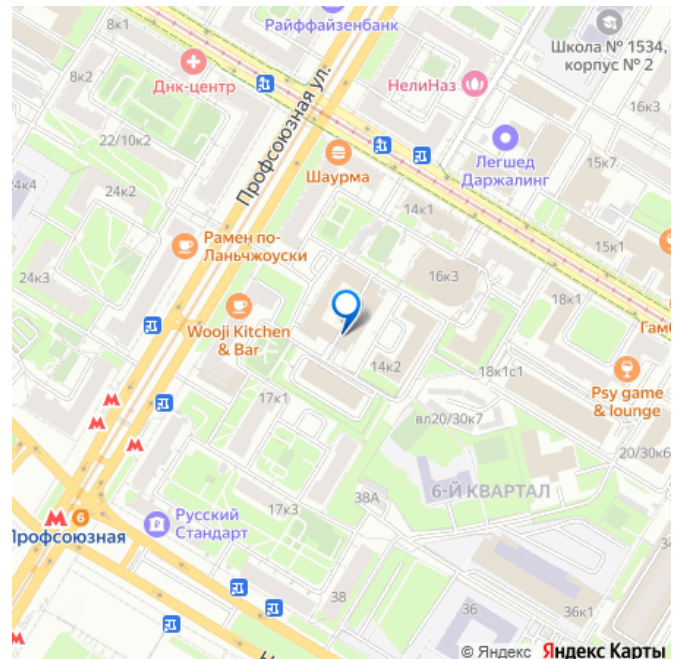 8к1
Райффайзенбанк
Школа № 1534,
корпус № 2
8к2
Днк-центр
НелиНаз
16к3
Профсоюзная ул.
22/10к2
Шаурма
Легшед
Даржалинг
15к7
24к4
24к2
14к1
15к1
Рамен по-
Ланьчжоуски
24к3
16к3
18к1
Wooji Kitchen
& Bar
14к2
18к1с1
Psy game
& lounge
17к1
вл20/30к7
20/30к6
6-Й КВАРТАЛ
38А
17к3
6
Профсоюзная
Русский
Стандарт
38
36
36к1
© Яндекс Яндекс Карты